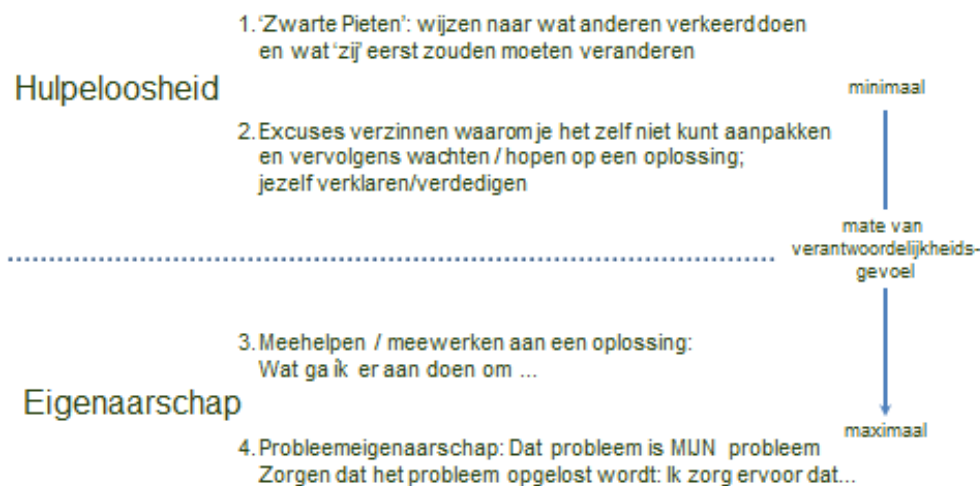 1. ‘Zwarte Pieten’: wijzen naar wat anderen verkeerd doen
en wat ‘zij’ eerst zouden moeten veranderen
Hulpeloosheid
minimaal
2. Excuses verzinnen waarom je het zelf niet kunt aanpakken
en vervolgens wachten / hopen op een oplossing;
jezelf verklaren/verdedigen
mate van
verantwoordelijkheids-
gevoel
3. Meehelpen / meewerken aan een oplossing:
Wat ga ik er aan doen om ...
Eigenaarschap
maximaal
4. Probleemeigenaarschap: Dat probleem is MIJN probleem
Zorgen dat het probleem opgelost wordt: Ik zorg ervoor dat...